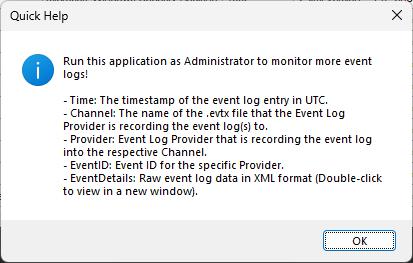 Quick Help
Run this application as Administrator to monitor more event
logs!
- Time: The timestamp of the event log entry in UTC.
- Channel: The name of the .evtx file that the Event Log
Provider is recording the event log(s) to.
- Provider: Event Log Provider that is recording the event log
into the respective Channel.
- EventID: Event ID for the specific Provider.
- EventDetails: Raw event log data in XML format (Double-click
to view in a new window).
OK